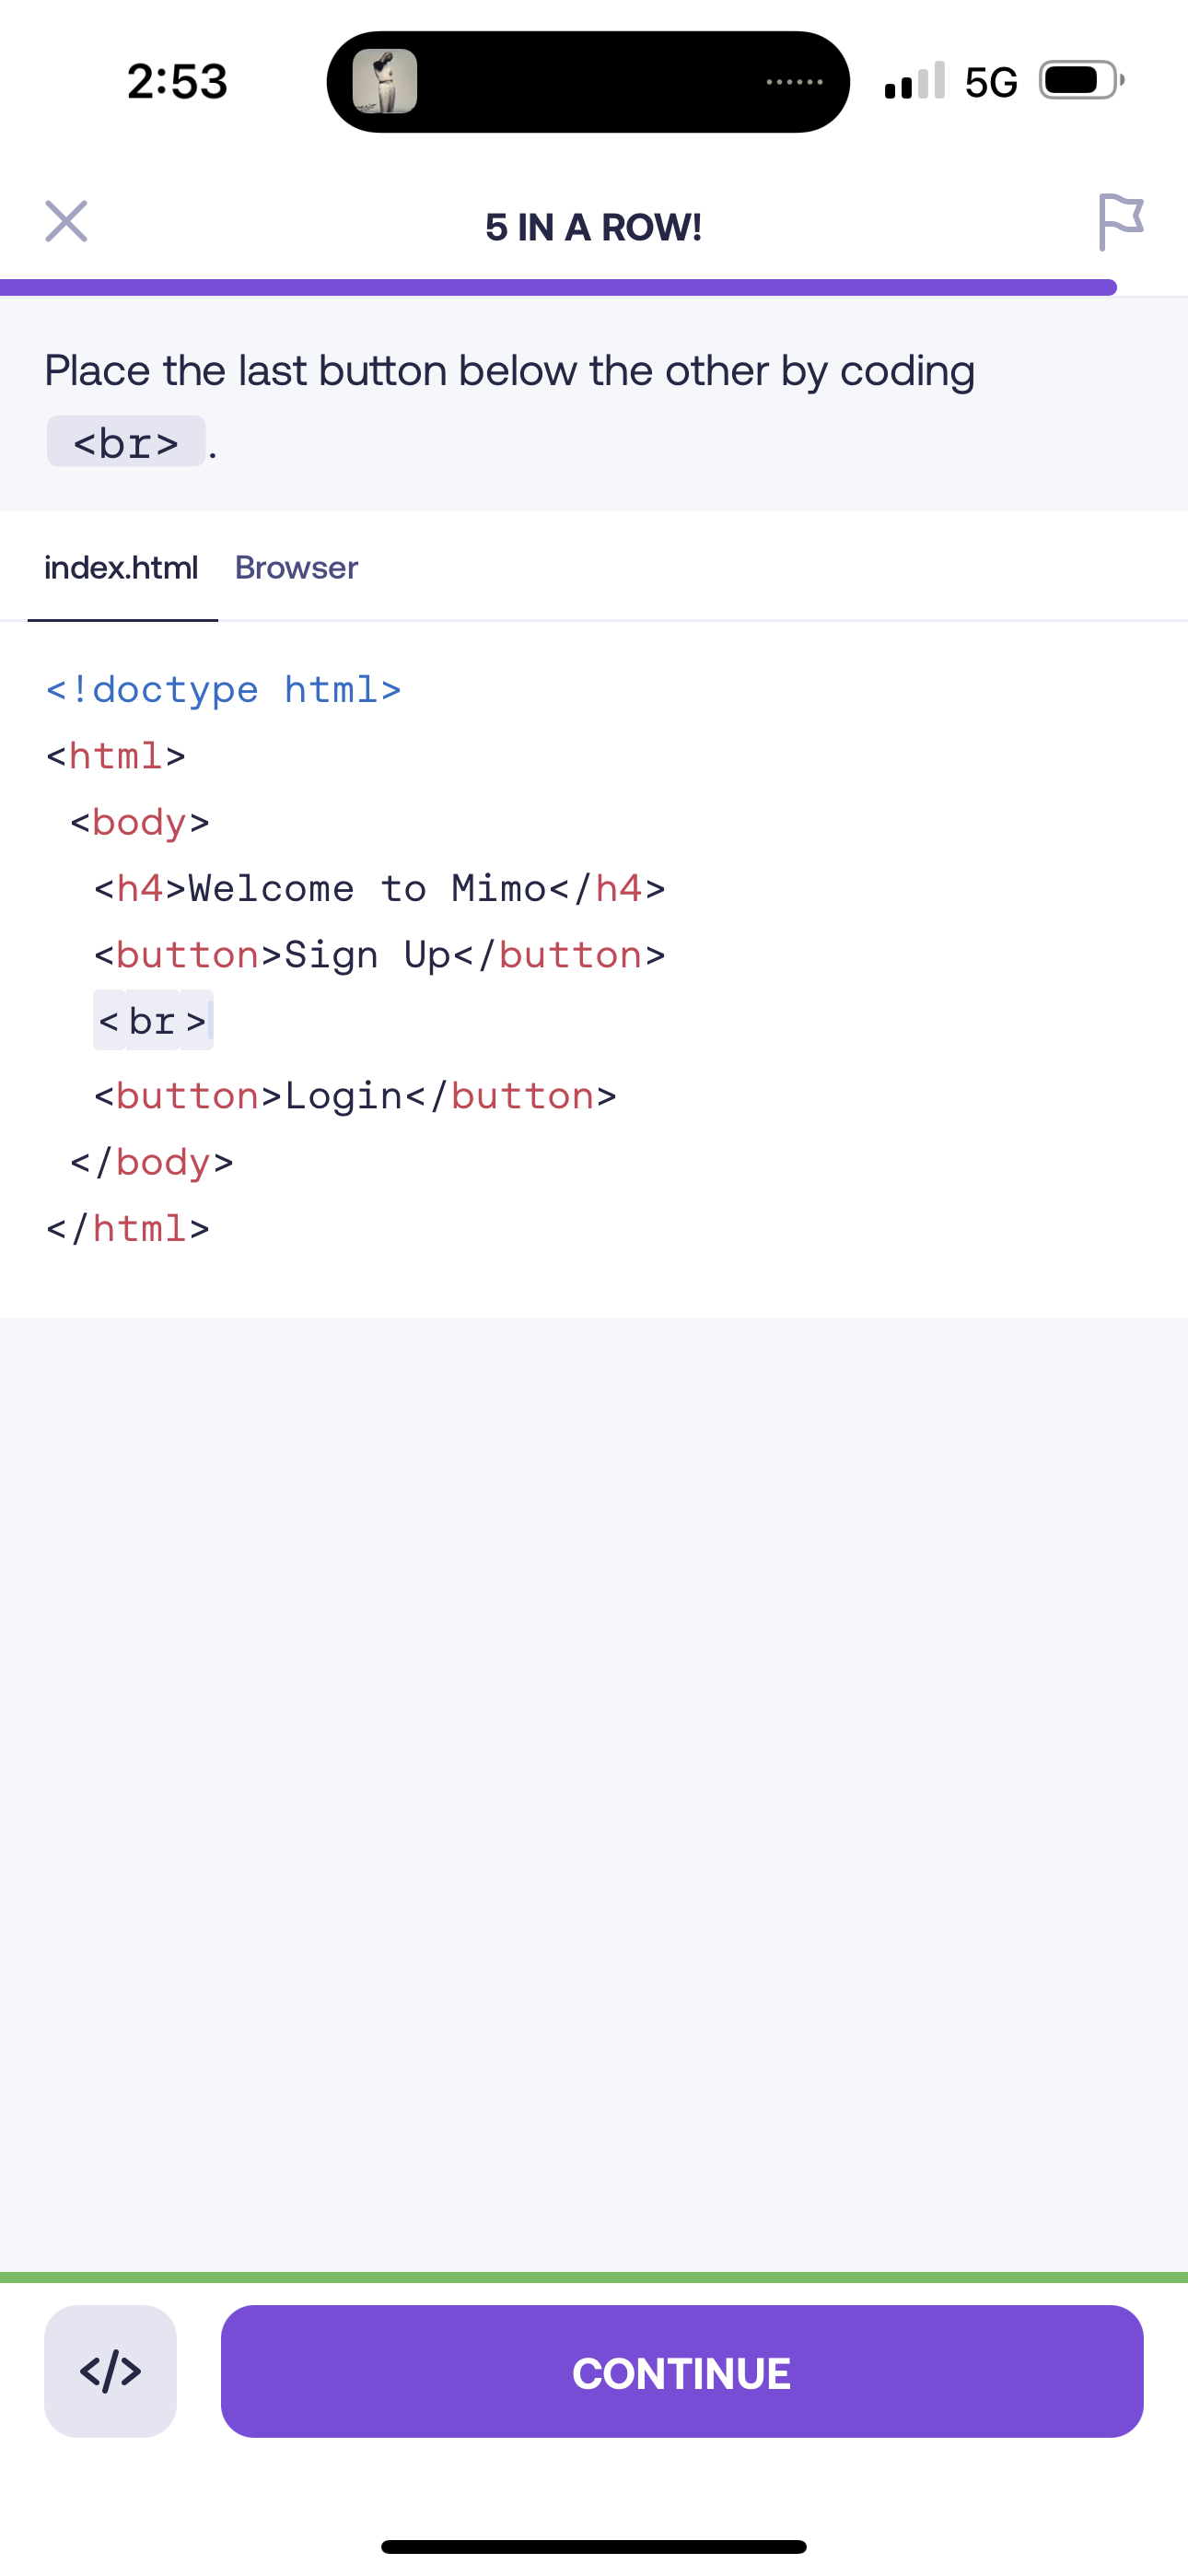 2:53
5G
5 IN A ROW!
Place the last button below the other by coding
<br> .
index.html Browser
<!doctype html>
<html>
<body>
<h4>Welcome to Mimo</h4>
<button>Sign Up</button>
<br>
<button>Login</button>
</body>
</html>
</>
CONTINUE